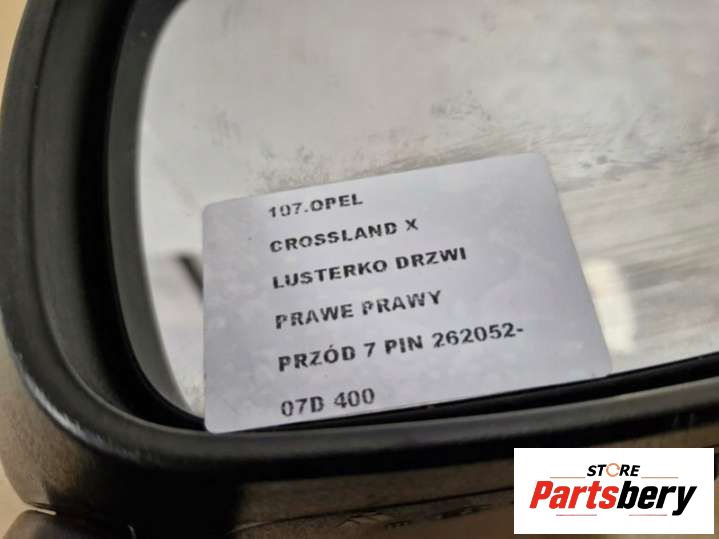 107.OPEL
CROSSLAND X
LUSTERKO DRZWI
PRAWE PRAWY
PRZÓD 7 PIN 262052-
07D 400
STORE
Partsbery